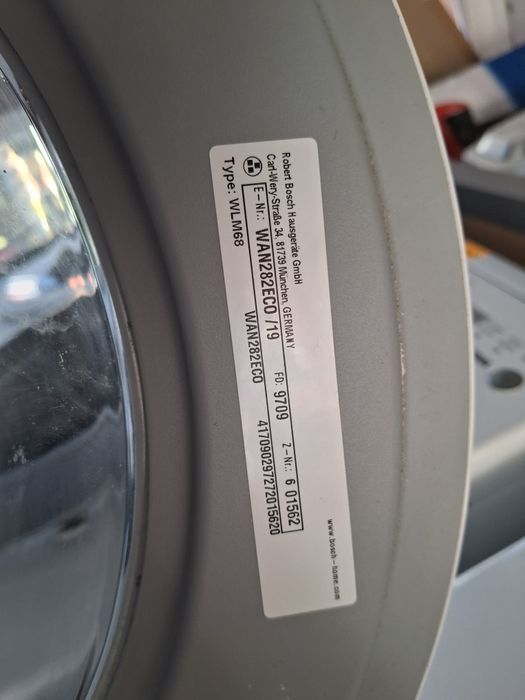 Robert Bosch Hausgeräte GmbH
Carl-Wery-Straße 34, 81739 München, GERMANY
E-Nr.: WAN282ECO /19 FD: 9709 Z-Nr.: 6 01562
Type: WLM68 WAN282ECO 417090297272015620
www.bosch-home.com